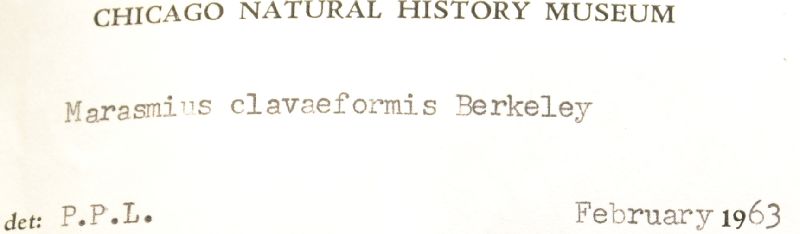 CHICAGO NATURAL HISTORY MUSEUM
Marasmius clavaeformis Berkeley
det: P.P.L. February 1963